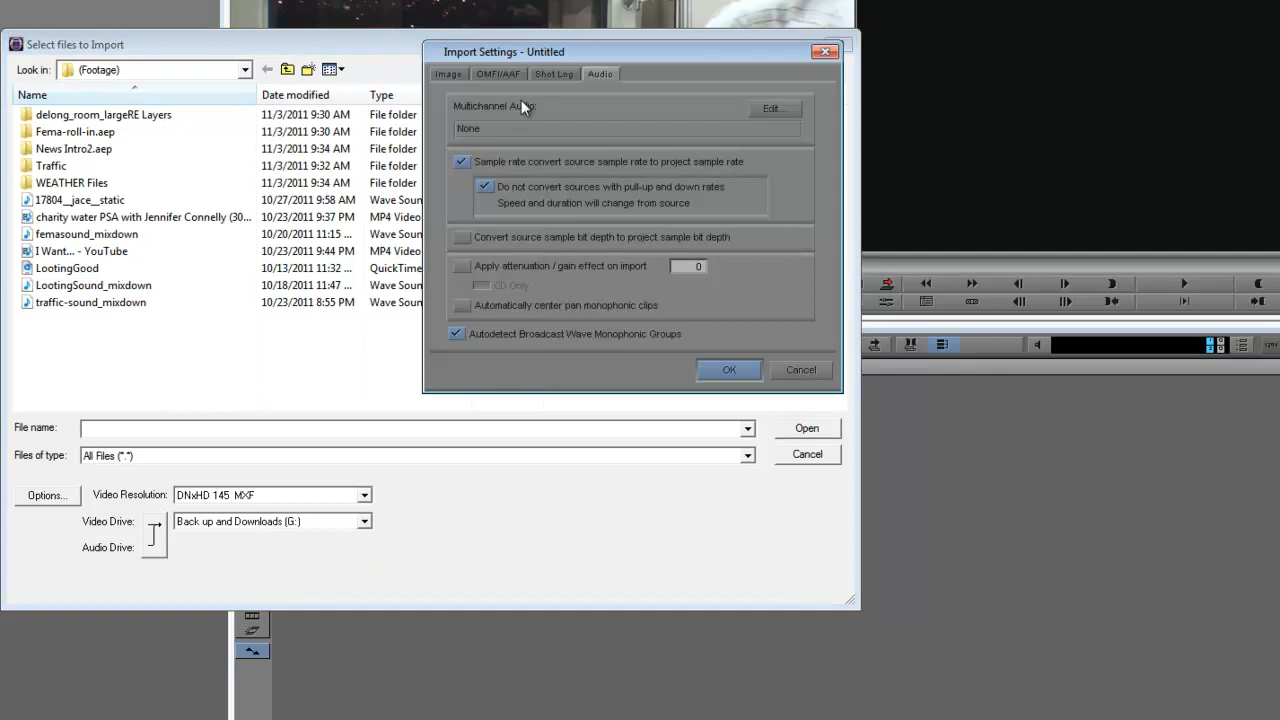 Select files to Import
Look in: (Footage)
Name Date modified Type
delong_room_largeRE Layers 11/3/2011 9:30 AM File folder
Fema-roll-in.aep 11/3/2011 9:30 AM File folder
News Intro2.aep 11/3/2011 9:34 AM File folder
Traffic 11/3/2011 9:32 AM File folder
WEATHER Files 11/3/2011 9:34 AM File folder
17804__jace__static 10/27/2011 9:58 AM Wave Soun
charity water PSA with Jennifer Connelly (30... 10/23/2011 9:37 PM MP4 Video
femasound_mixdown 10/20/2011 11:15 ... Wave Soun
I Want... - YouTube 10/23/2011 9:44 PM MP4 Video
LootingGood 10/13/2011 11:32 ... QuickTime
LootingSound_mixdown 10/18/2011 11:47 ... Wave Soun
traffic-sound_mixdown 10/23/2011 8:55 PM Wave Soun
File name: Open
Files of type: All Files (*.*) Cancel
Options... Video Resolution: DNxHD 145 MXF
Video Drive: Back up and Downloads (G:)
Audio Drive:
Import Settings - Untitled
Image OMFI/AAF Shot Log Audio
Multichannel Audio: Edit...
None
Sample rate convert source sample rate to project sample rate
Do not convert sources with pull-up and down rates
Speed and duration will change from source
Convert source sample bit depth to project sample bit depth
Apply attenuation / gain effect on import 0
CD Only
Automatically center pan monophonic clips
Autodetect Broadcast Wave Monophonic Groups
OK Cancel